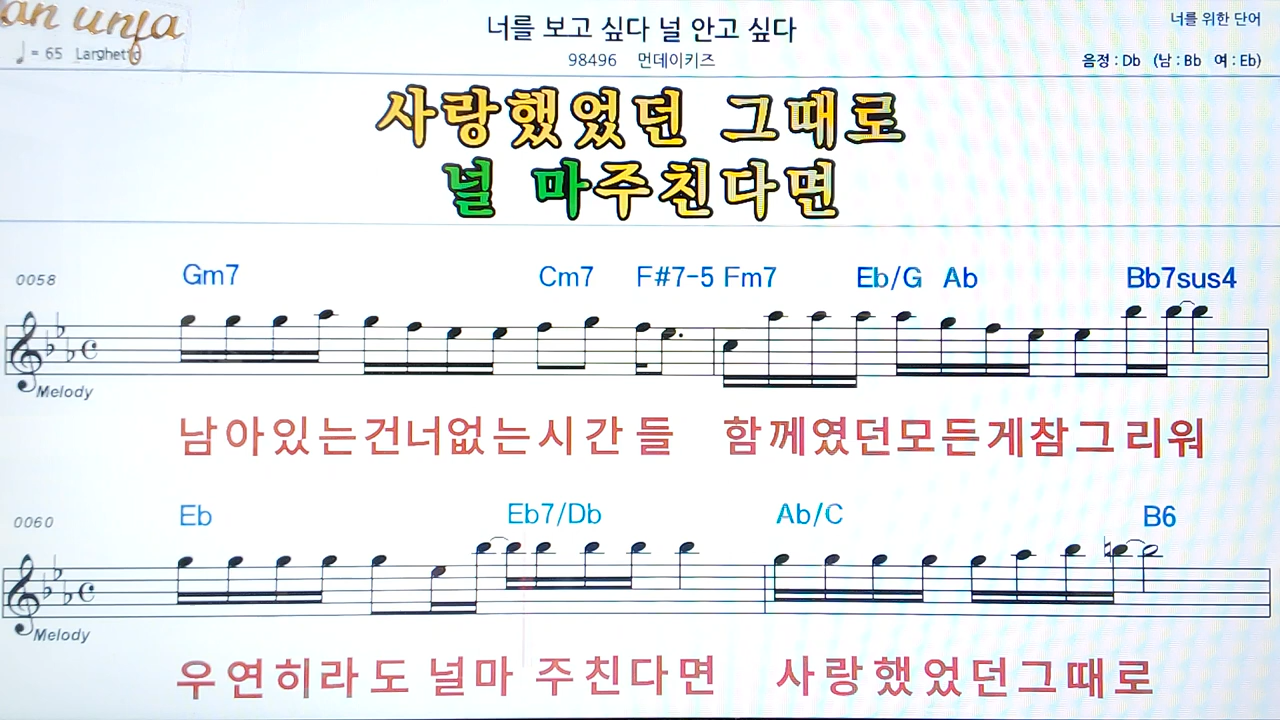 너를 보고 싶다 널 안고 싶다
너를 위한 단어
♩= 65 Larghetto
98496 먼데이키즈
음정 : Db (남 : Bb 여 : Eb)
사랑했었던 그때로
널 마주친다면
0058 Gm7 Cm7 F#7-5 Fm7 Eb/G Ab Bb7sus4
Melody
남아있는건너없는시간 들 함께였던모든게참그리워
0060 Eb Eb7/Db Ab/C B6
Melody
우연히라도 널마 주친다면 사랑했었던그때로